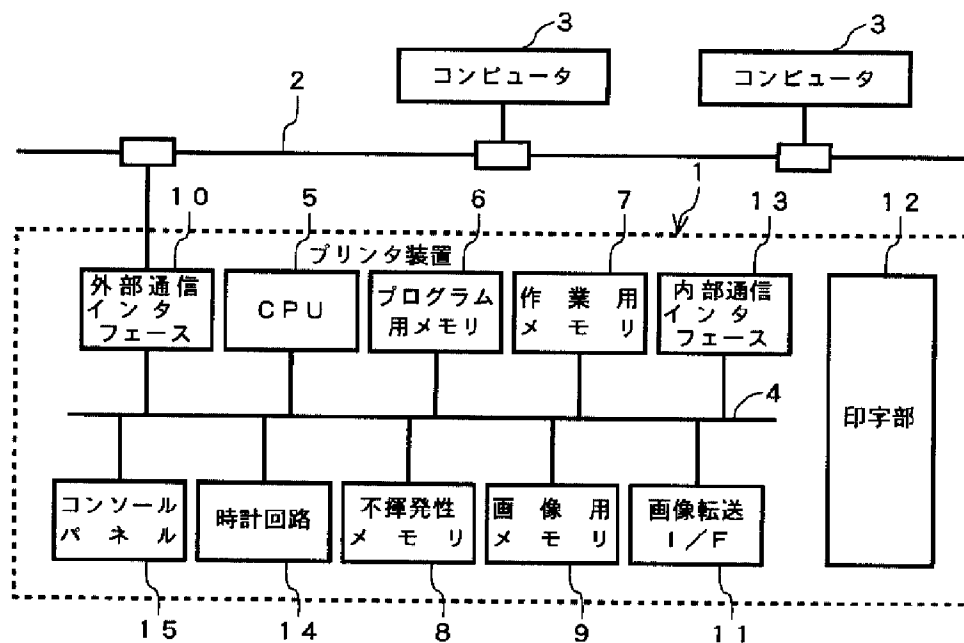 3
3
コンピュータ
コンピュータ
2
1
10
5
6
7
13
12
プリンタ装置
外部通信
インタ
フェース
CPU
プログラム
用メモリ
作業用
メモリ
内部通信
インタ
フェース
4
印字部
コンソール
パネル
時計回路
不揮発性
メモリ
画像用
メモリ
画像転送
I/F
15
14
8
9
11